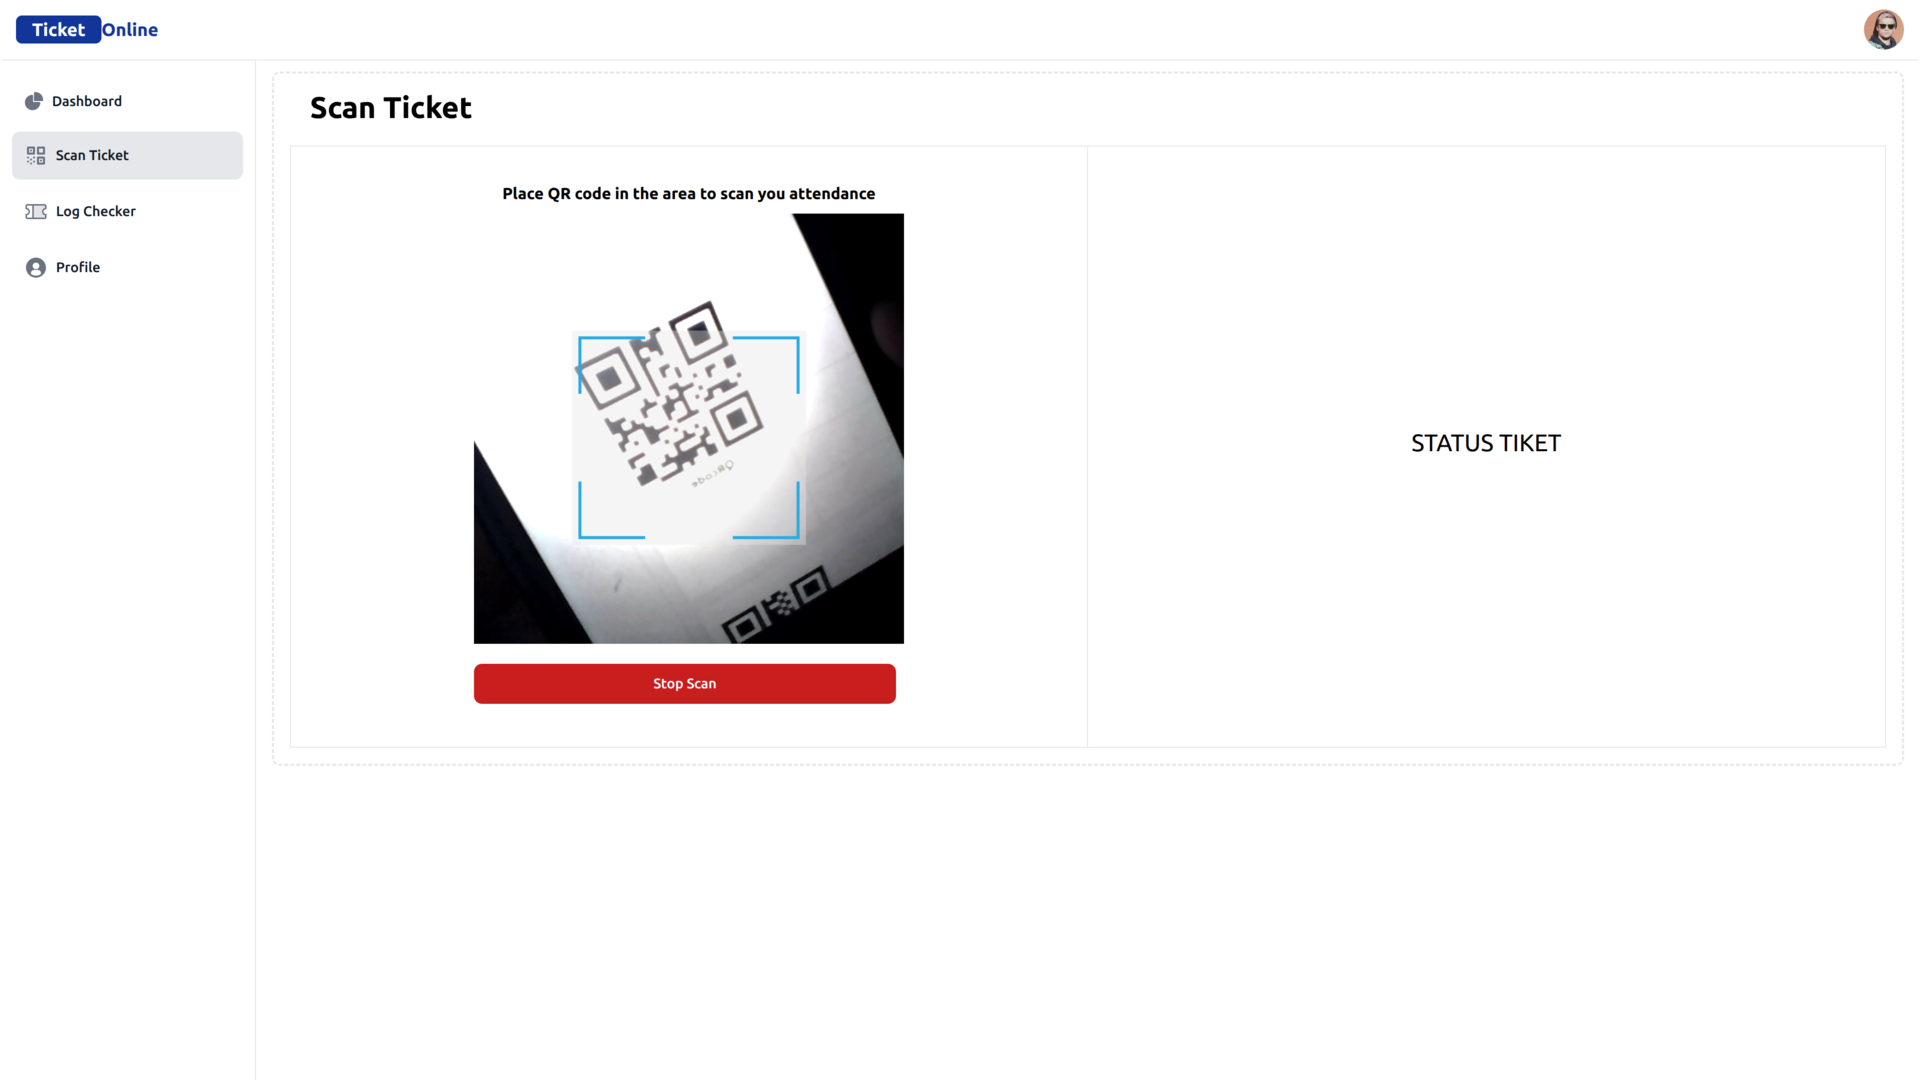 Ticket Online
Dashboard
Scan Ticket
Log Checker
Profile
Scan Ticket
Place QR code in the area to scan you attendance
QRcode
Stop Scan
STATUS TIKET